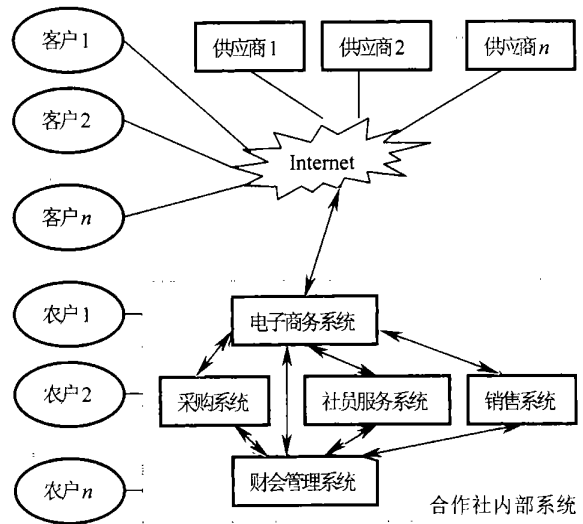 客户1
供应商1
供应商2
供应商n
客户2
Internet
客户n
农户1
电子商务系统
农户2
采购系统
社员服务系统
销售系统
农户n
财会管理系统
合作社内部系统